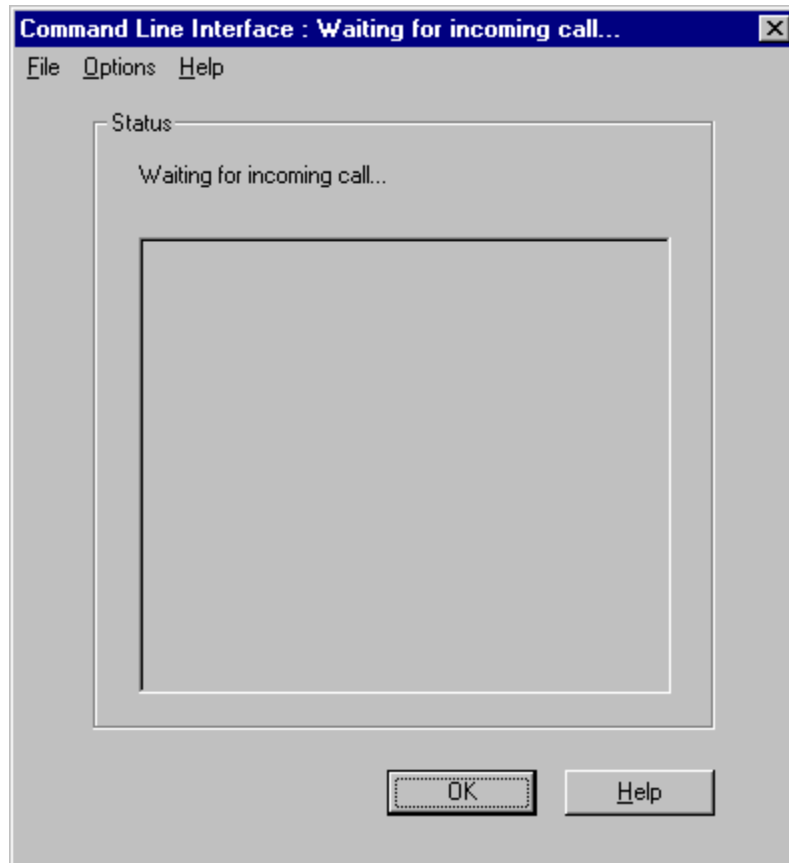 Command Line Interface : Waiting for incoming call...
File Options Help
Status
Waiting for incoming call...
OK Help